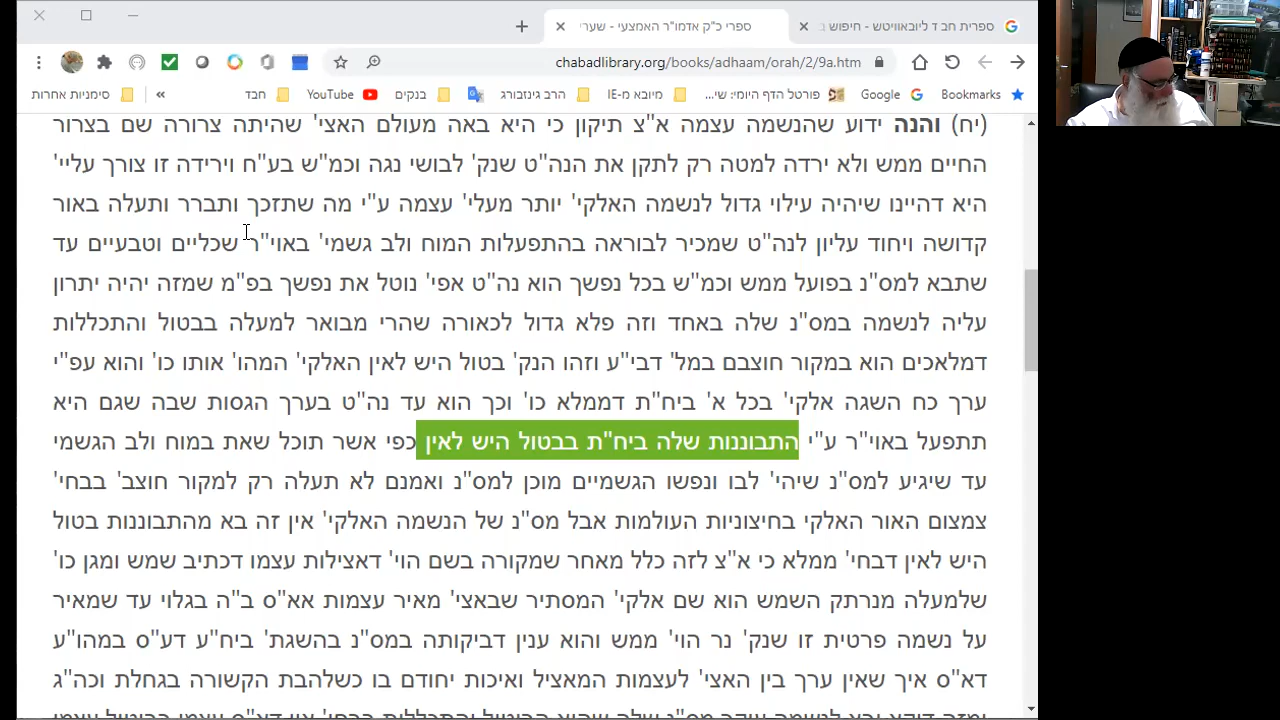 ספרי כ"ק אדמו"ר האמצעי - שערי
ספרית חב ד ליובאוויטש - חיפוש ב
chabadlibrary.org/books/adhaam/orah/2/9a.htm
Bookmarks
Google
פורטל הדף היומי: שי...
מיובא מ-IE
הרב גינזבורג
בנקים
YouTube
חבד
סימניות אחרות
(יח) והנה ידוע שהנשמה עצמה א"צ תיקון כי היא באה מעולם האצי' שהיתה צרורה שם בצרור
החיים ממש ולא ירדה למטה רק לתקן את הנה"ט שנק' לבושי נגה וכמ"ש בע"ח וירידה זו צורך עליי'
היא דהיינו שיהיה עילוי גדול לנשמה האלקי' יותר מעלי' עצמה ע"י מה שתזכך ותברר ותעלה באור
קדושה ויחוד עליון לנה"ט שמכיר לבוראה בהתפעלות המוח ולב גשמי' באוי"ר שכליים וטבעיים עד
שתבא למס"נ בפועל ממש וכמ"ש בכל נפשך הוא נה"ט אפי' נוטל את נפשך בפ"מ שמזה יהיה יתרון
עליה לנשמה במס"נ שלה באחד וזה פלא גדול לכאורה שהרי מבואר למעלה בבטול והתכללות
דמלאכים הוא במקור חוצבם במל' דבי"ע וזהו הנק' בטול היש לאין האלקי' המהו' אותו כו' והוא עפ"י
ערך כח השגה אלקי' בכל א' ביח"ת דממלא כו' וכך הוא עד נה"ט בערך הגסות שבה שגם היא
תתפעל באוי"ר ע"י התבוננות שלה ביח"ת בבטול היש לאין כפי אשר תוכל שאת במוח ולב הגשמי
עד שיגיע למס"נ שיהי' לבו ונפשו הגשמיים מוכן למס"נ ואמנם לא תעלה רק למקור חוצב' בבחי'
צמצום האור האלקי בחיצוניות העולמות אבל מס"נ של הנשמה האלקי' אין זה בא מהתבוננות בטול
היש לאין דבחי' ממלא כי א"צ לזה כלל מאחר שמקורה בשם הוי' דאצילות עצמו דכתיב שמש ומגן כו'
שלמעלה מנרתק השמש הוא שם אלקי' המסתיר שבאצי' מאיר עצמות אא"ס ב"ה בגלוי עד שמאיר
על נשמה פרטית זו שנק' נר הוי' ממש והוא ענין דביקותה במס"נ בהשגת' ביח"ע דע"ס במהו"ע
דא"ס איך שאין ערך בין האצי' לעצמות המאציל ואיכות יחודם בו כשלהבת הקשורה בגחלת וכה"ג